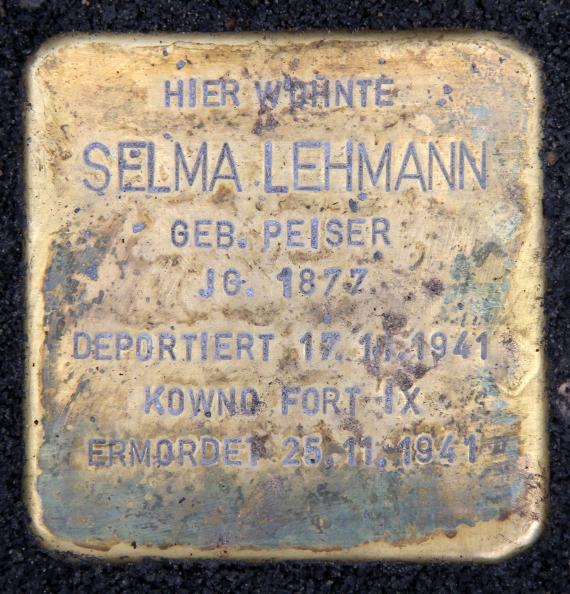 HIER WOHNTE
SELMA LEHMANN
GEB. PEISER
JG. 1877
DEPORTIERT 17.11.1941
KOWNO FORT IX
ERMORDET 25.11.1941